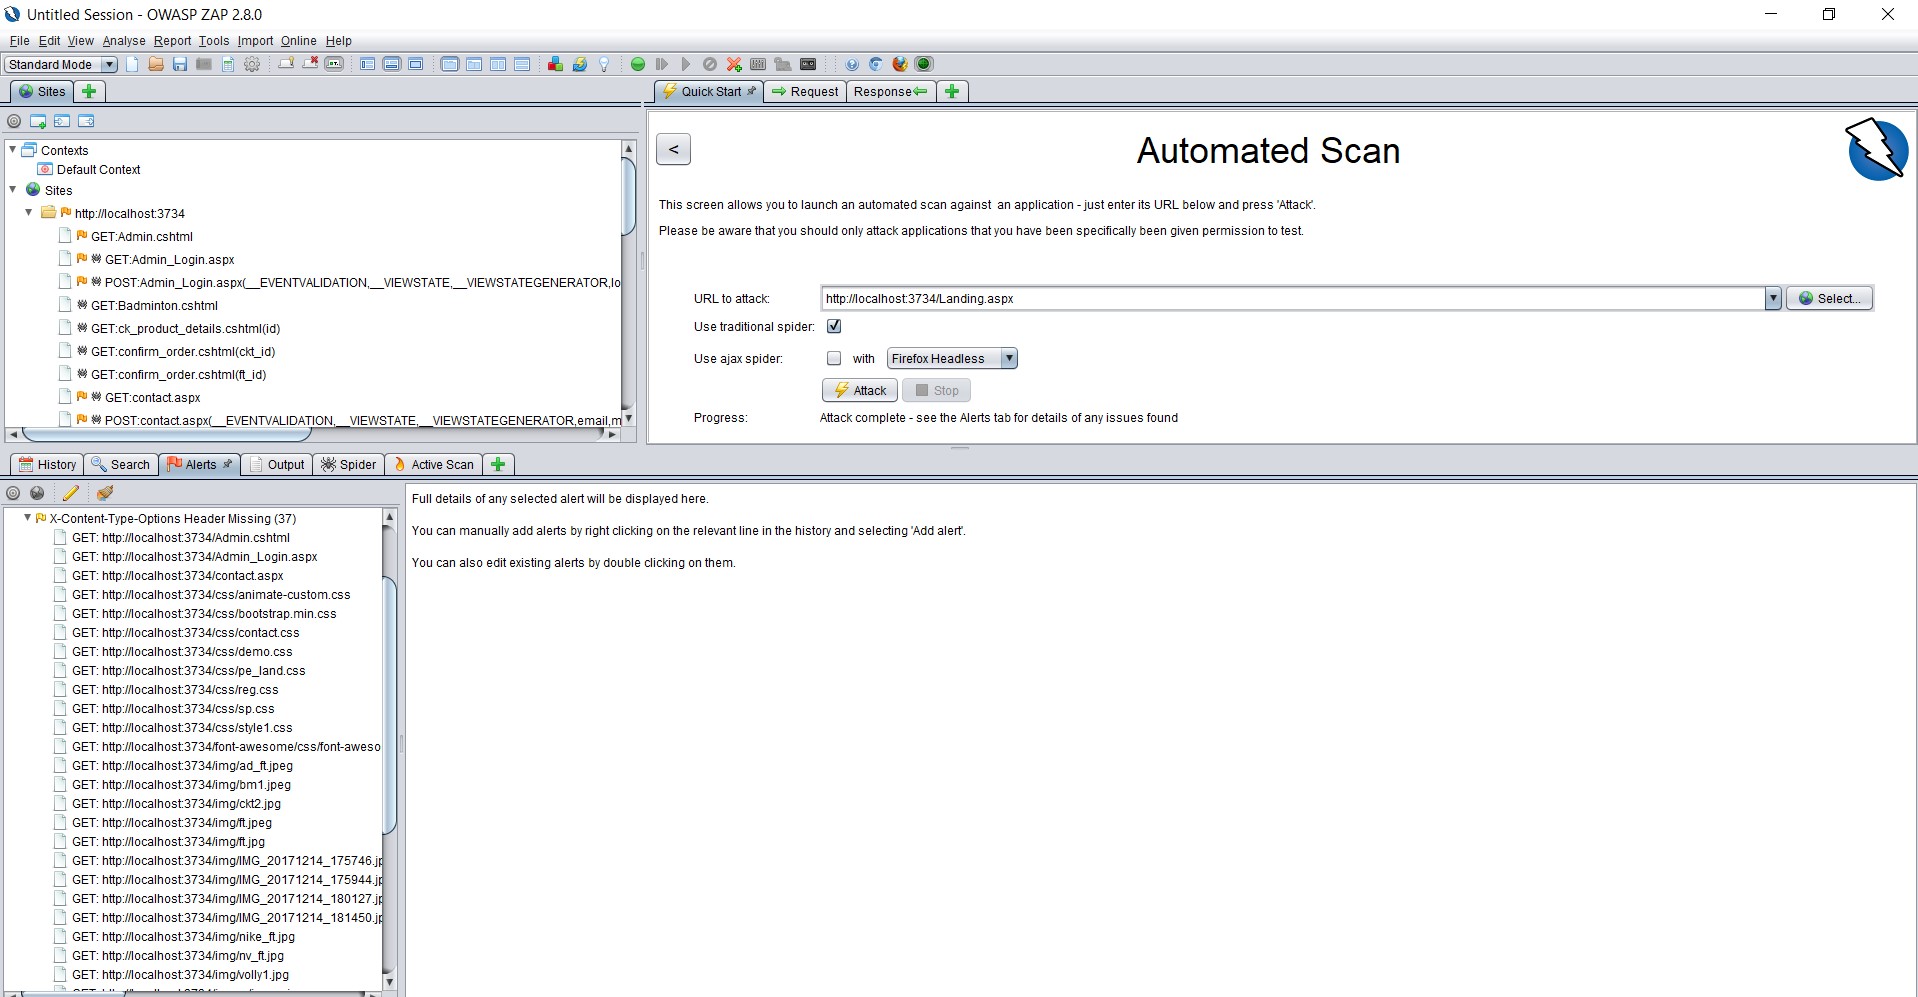 Untitled Session - OWASP ZAP 2.8.0
File Edit View Analyse Report Tools Import Online Help
Standard Mode
Sites
Quick Start Request Response
Contexts
Default Context
Sites
http://localhost:3734
GET:Admin.cshtml
GET:Admin_Login.aspx
POST:Admin_Login.aspx(__EVENTVALIDATION,__VIEWSTATE,__VIEWSTATEGENERATOR,lo
GET:Badminton.cshtml
GET:ck_product_details.cshtml(id)
GET:confirm_order.cshtml(ckt_id)
GET:confirm_order.cshtml(ft_id)
GET:contact.aspx
POST:contact.aspx(__EVENTVALIDATION,__VIEWSTATE,__VIEWSTATEGENERATOR,email,m
<
Automated Scan
This screen allows you to launch an automated scan against an application - just enter its URL below and press 'Attack'.
Please be aware that you should only attack applications that you have been specifically been given permission to test.
URL to attack: http://localhost:3734/Landing.aspx Select...
Use traditional spider:
Use ajax spider: with Firefox Headless
Attack Stop
Progress: Attack complete - see the Alerts tab for details of any issues found
History Search Alerts Output Spider Active Scan
X-Content-Type-Options Header Missing (37)
GET: http://localhost:3734/Admin.cshtml
GET: http://localhost:3734/Admin_Login.aspx
GET: http://localhost:3734/contact.aspx
GET: http://localhost:3734/css/animate-custom.css
GET: http://localhost:3734/css/bootstrap.min.css
GET: http://localhost:3734/css/contact.css
GET: http://localhost:3734/css/demo.css
GET: http://localhost:3734/css/pe_land.css
GET: http://localhost:3734/css/reg.css
GET: http://localhost:3734/css/sp.css
GET: http://localhost:3734/css/style1.css
GET: http://localhost:3734/font-awesome/css/font-aweso
GET: http://localhost:3734/img/ad_ft.jpeg
GET: http://localhost:3734/img/bm1.jpeg
GET: http://localhost:3734/img/ckt2.jpg
GET: http://localhost:3734/img/ft.jpeg
GET: http://localhost:3734/img/ft.jpg
GET: http://localhost:3734/img/IMG_20171214_175746.jp
GET: http://localhost:3734/img/IMG_20171214_175944.jp
GET: http://localhost:3734/img/IMG_20171214_180127.jp
GET: http://localhost:3734/img/IMG_20171214_181450.jp
GET: http://localhost:3734/img/nike_ft.jpg
GET: http://localhost:3734/img/nv_ft.jpg
GET: http://localhost:3734/img/volly1.jpg
Full details of any selected alert will be displayed here.
You can manually add alerts by right clicking on the relevant line in the history and selecting 'Add alert'.
You can also edit existing alerts by double clicking on them.